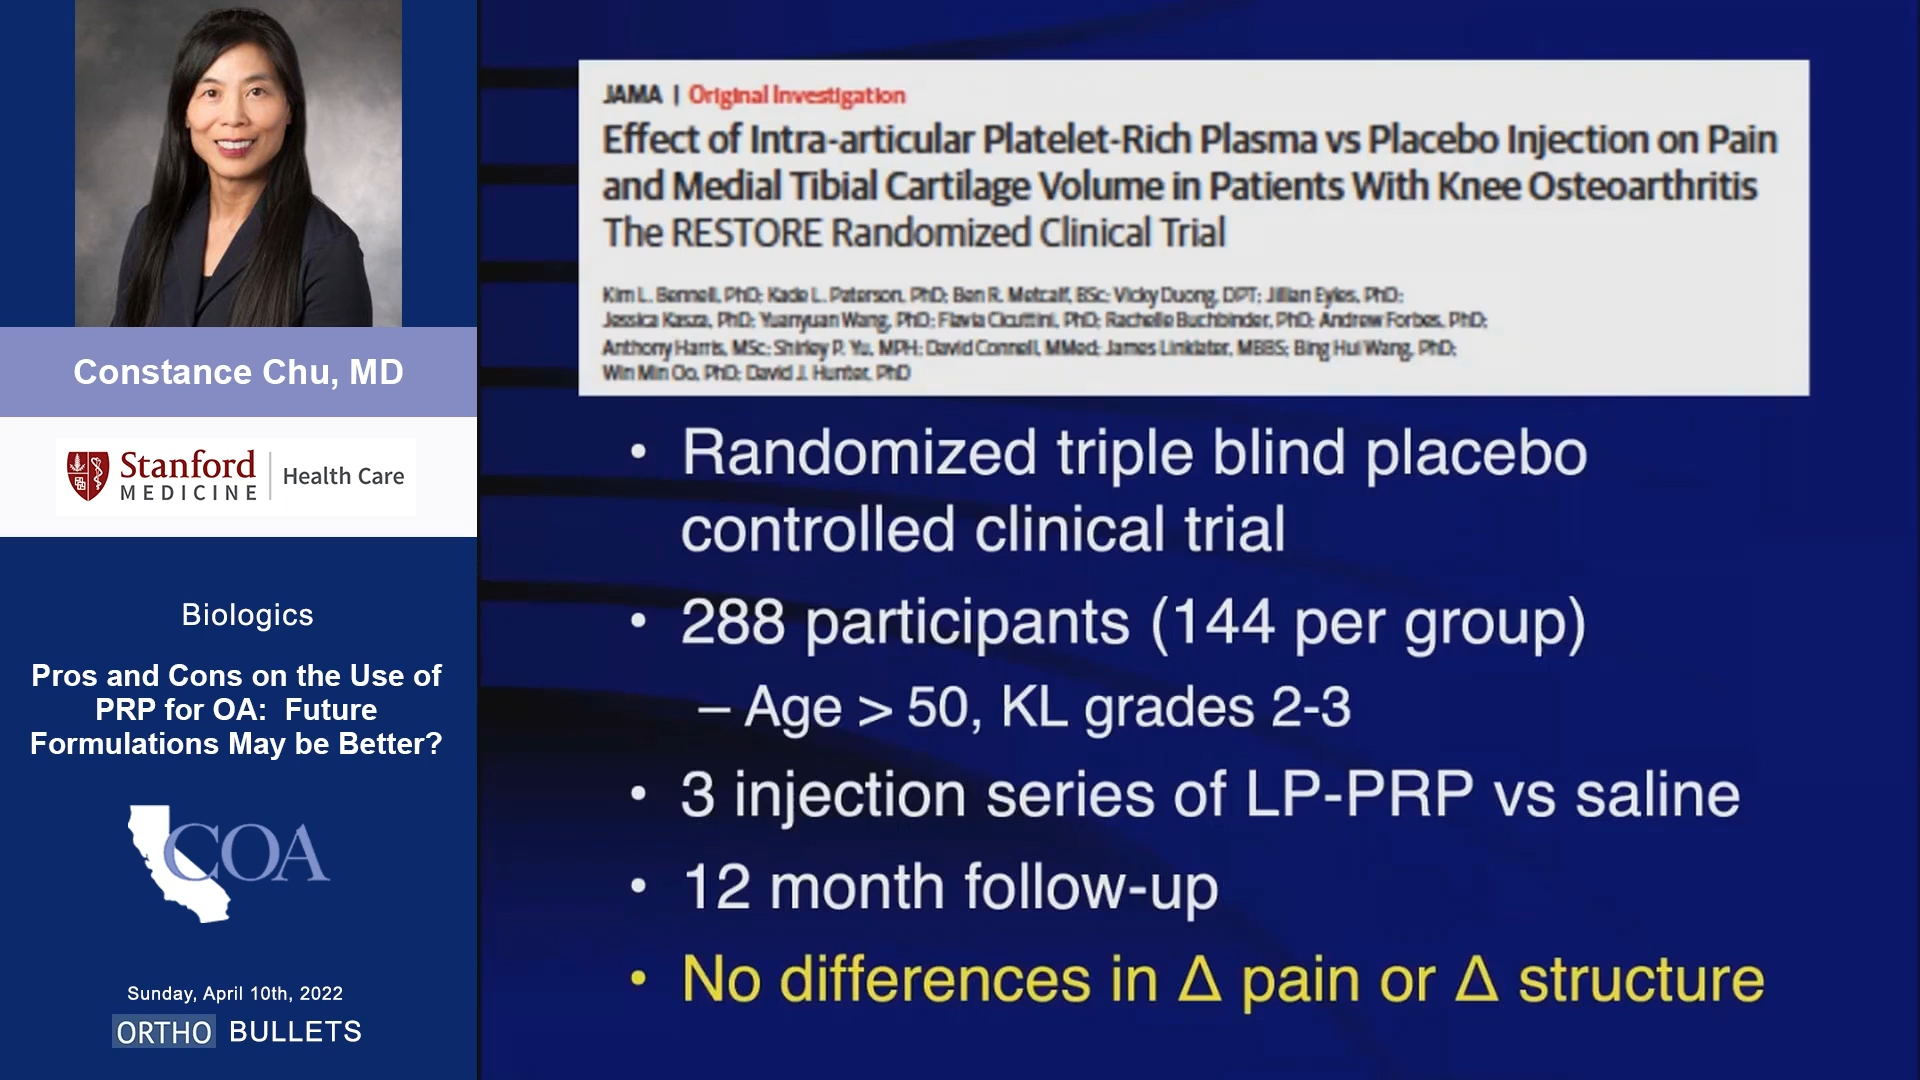 Constance Chu, MD
Stanford
MEDICINE
Health Care
Biologics
Pros and Cons on the Use of
PRP for OA: Future
Formulations May be Better?
COA
Sunday, April 10th, 2022
ORTHO BULLETS
JAMA | Original Investigation
Effect of Intra-articular Platelet-Rich Plasma vs Placebo Injection on Pain
and Medial Tibial Cartilage Volume in Patients With Knee Osteoarthritis
The RESTORE Randomized Clinical Trial
Kim L. Bennell, PhD; Kade L. Paterson, PhD; Ben R. Metcalf, BSc; Vicky Duong, DPT; Jillian Eyles, PhD;
Jessica Kasza, PhD; Yuanyuan Wang, PhD; Flavia Cicuttini, PhD; Rachelle Buchbinder, PhD; Andrew Forbes, PhD;
Anthony Harris, MSc; Shirley P. Yu, MPH; David Connell, MMed; James Linklater, MBBS; Bing Hui Wang, PhD;
Win Min Oo, PhD; David J. Hunter, PhD
• Randomized triple blind placebo
controlled clinical trial
• 288 participants (144 per group)
– Age > 50, KL grades 2-3
• 3 injection series of LP-PRP vs saline
• 12 month follow-up
• No differences in Δ pain or Δ structure